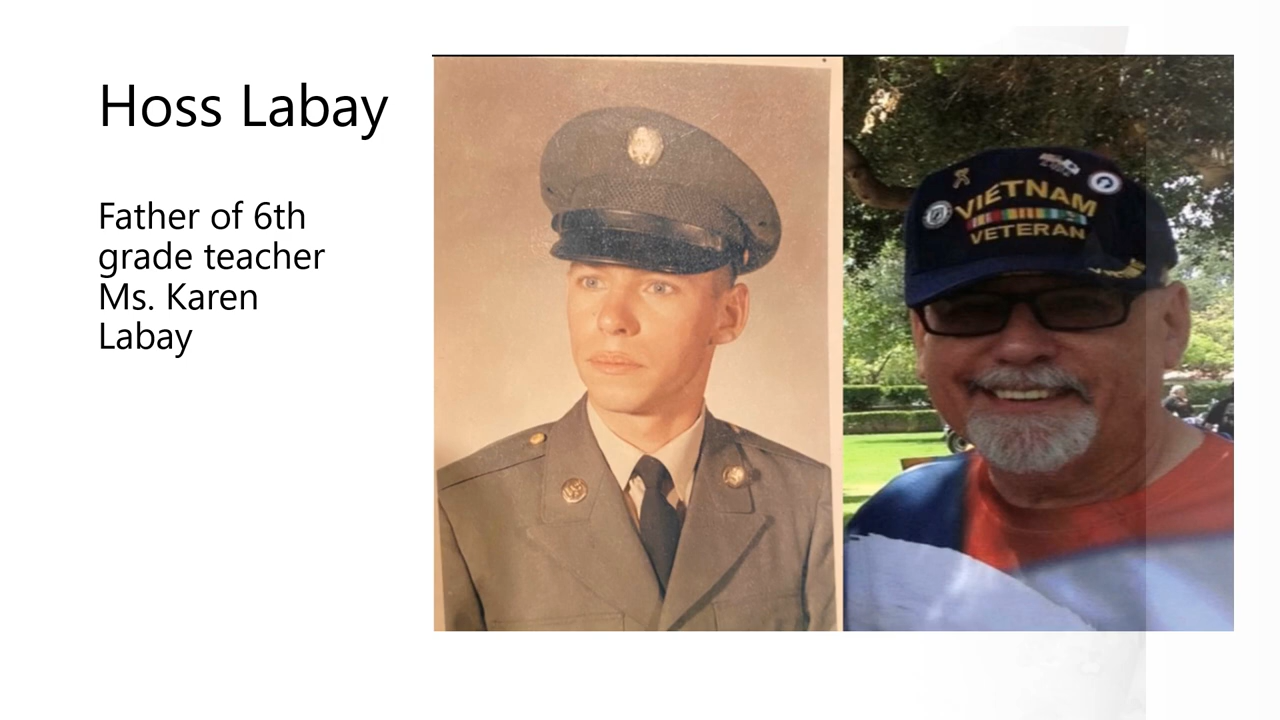 Hoss Labay
Father of 6th
grade teacher
Ms. Karen
Labay
VIETNAM
VETERAN